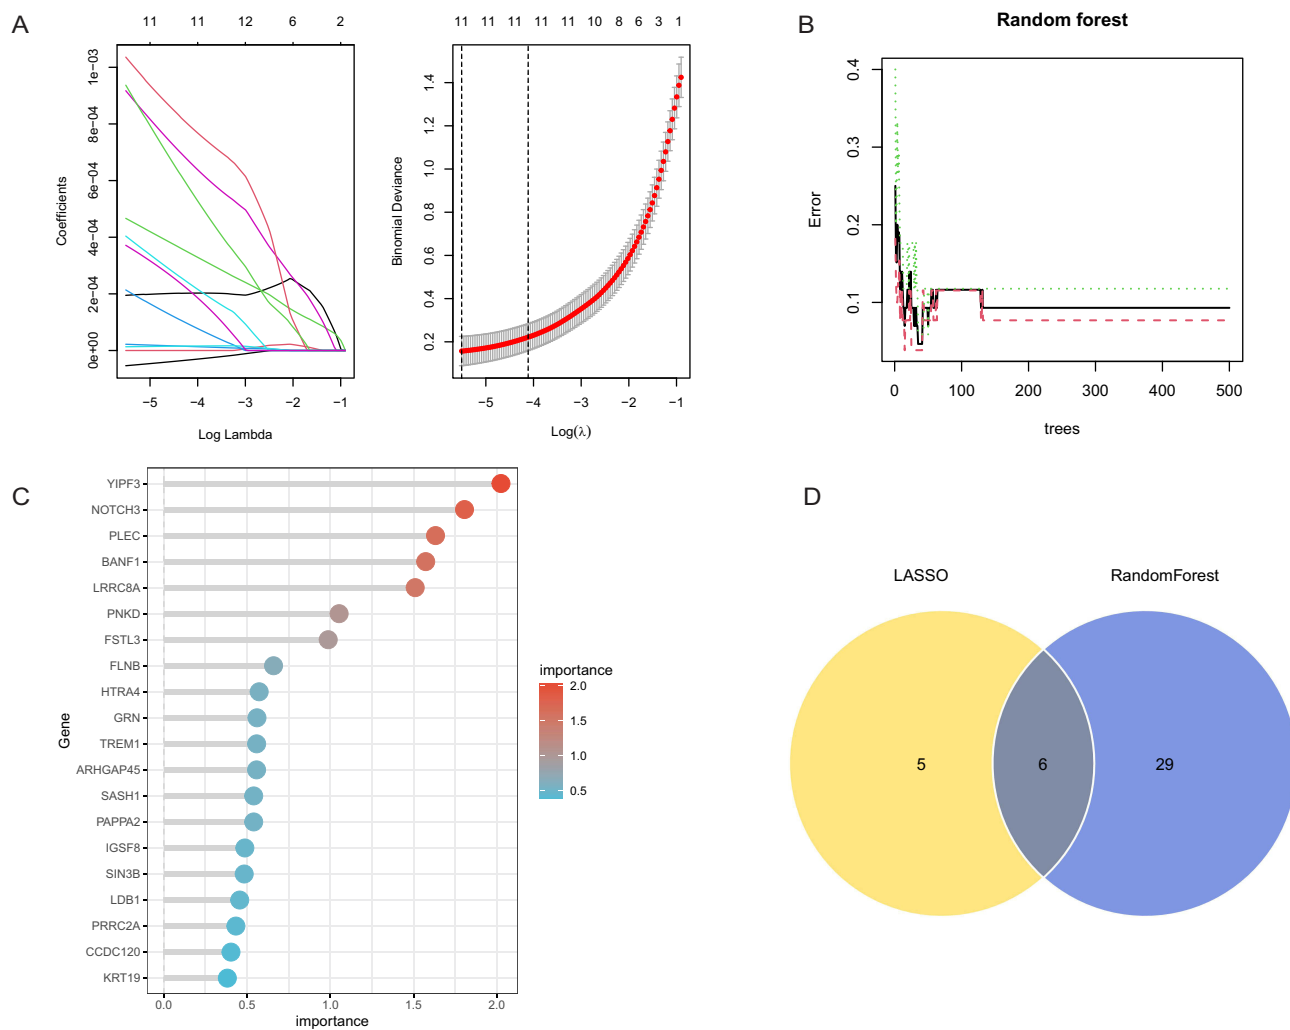 A
11 11 12 6 2
Coefficients
0e+00 2e−04 4e−04 6e−04 8e−04 1e−03
−5 −4 −3 −2 −1
Log Lambda
11 11 11 11 11 10 8 6 3 1
Binomial Deviance
0.2 0.4 0.6 0.8 1.0 1.2 1.4
−5 −4 −3 −2 −1
Log(λ)
B
Random forest
Error
0.1 0.2 0.3 0.4
0 100 200 300 400 500
trees
C
Gene
YIPF3
NOTCH3
PLEC
BANF1
LRRC8A
PNKD
FSTL3
FLNB
HTRA4
GRN
TREM1
ARHGAP45
SASH1
PAPPA2
IGSF8
SIN3B
LDB1
PRRC2A
CCDC120
KRT19
0.0 0.5 1.0 1.5 2.0
importance
importance
2.0
1.5
1.0
0.5
D
LASSO RandomForest
5 6 29